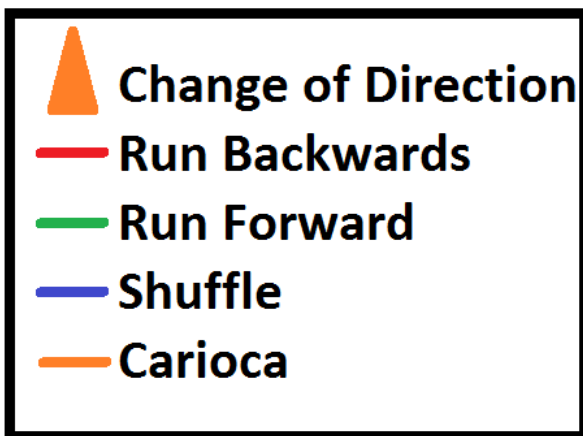 Change of Direction
Run Backwards
Run Forward
Shuffle
Carioca